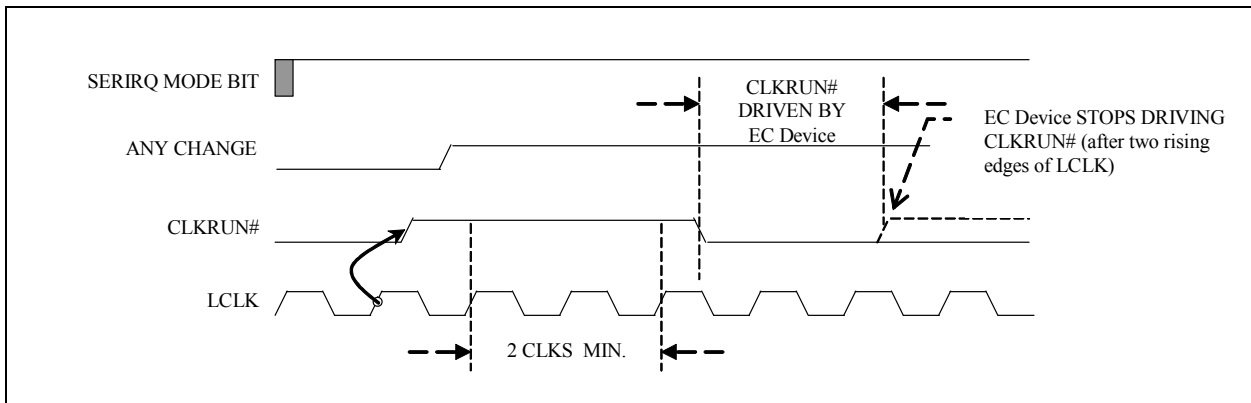 SERIRQ MODE BIT
CLKRUN#
DRIVEN BY
EC Device
EC Device STOPS DRIVING
CLKRUN# (after two rising
edges of LCLK)
ANY CHANGE
CLKRUN#
LCLK
2 CLKS MIN.